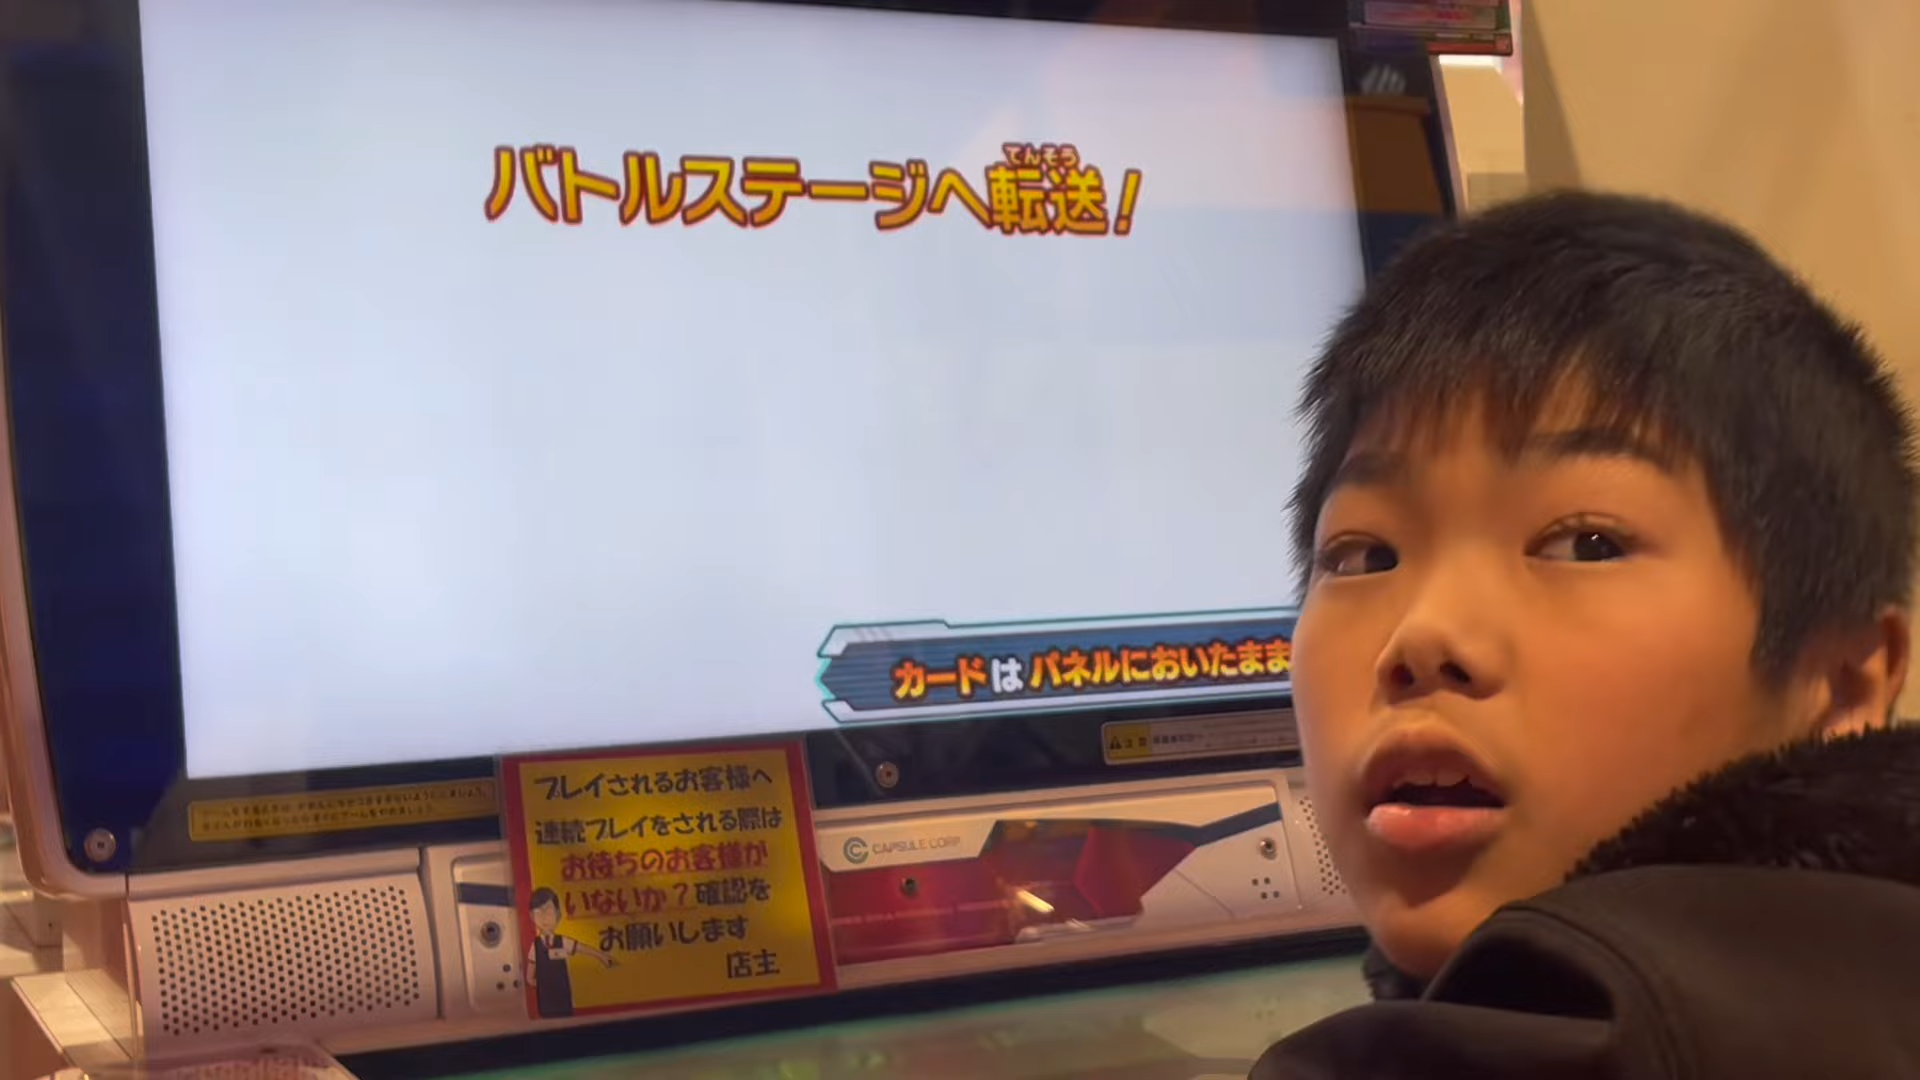 バトルステージへ転送!
てんそう
カードはパネルにおいたまま
プレイされるお客様へ
連続プレイをされる際は
お待ちのお客様が
いないか?確認を
お願いします
店主
CAPSULE CORP